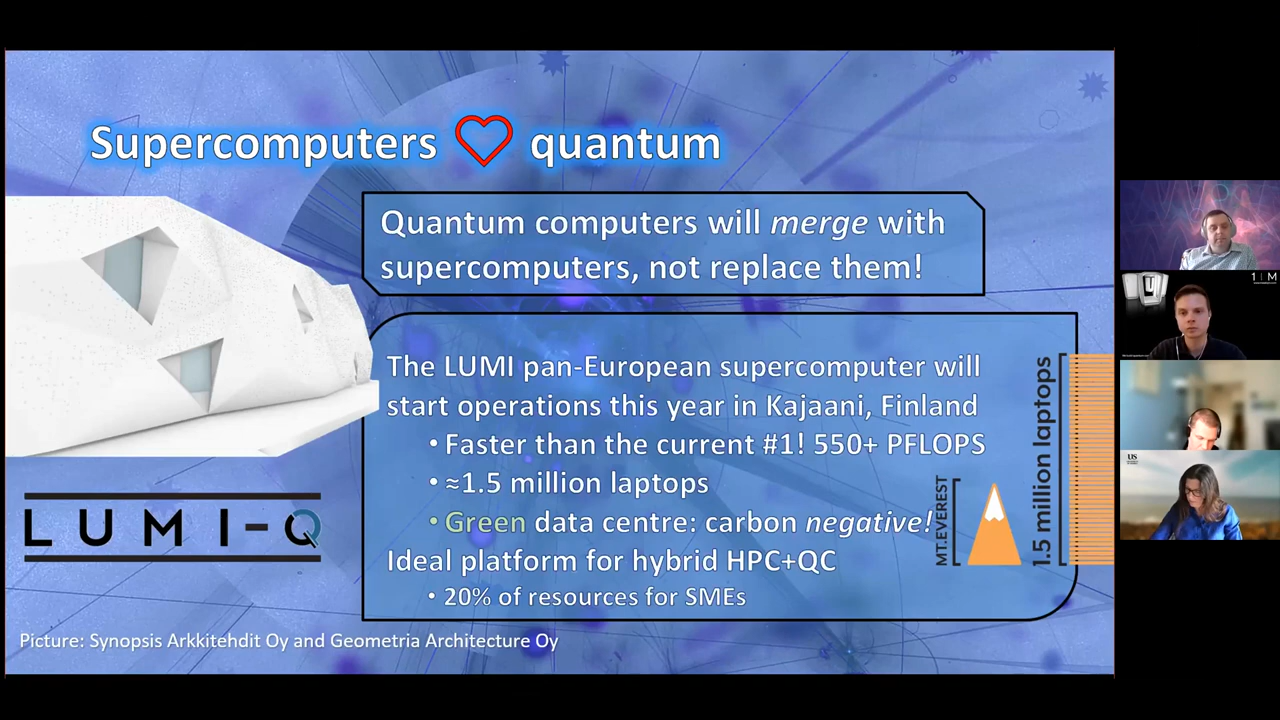 Supercomputers quantum
Quantum computers will merge with
supercomputers, not replace them!
The LUMI pan-European supercomputer will
start operations this year in Kajaani, Finland
• Faster than the current #1! 550+ PFLOPS
• ≈1.5 million laptops
• Green data centre: carbon negative!
Ideal platform for hybrid HPC+QC
• 20% of resources for SMEs
MT.EVEREST
1.5 million laptops
LUMI-Q
Picture: Synopsis Arkkitehdit Oy and Geometria Architecture Oy
1 | M
US